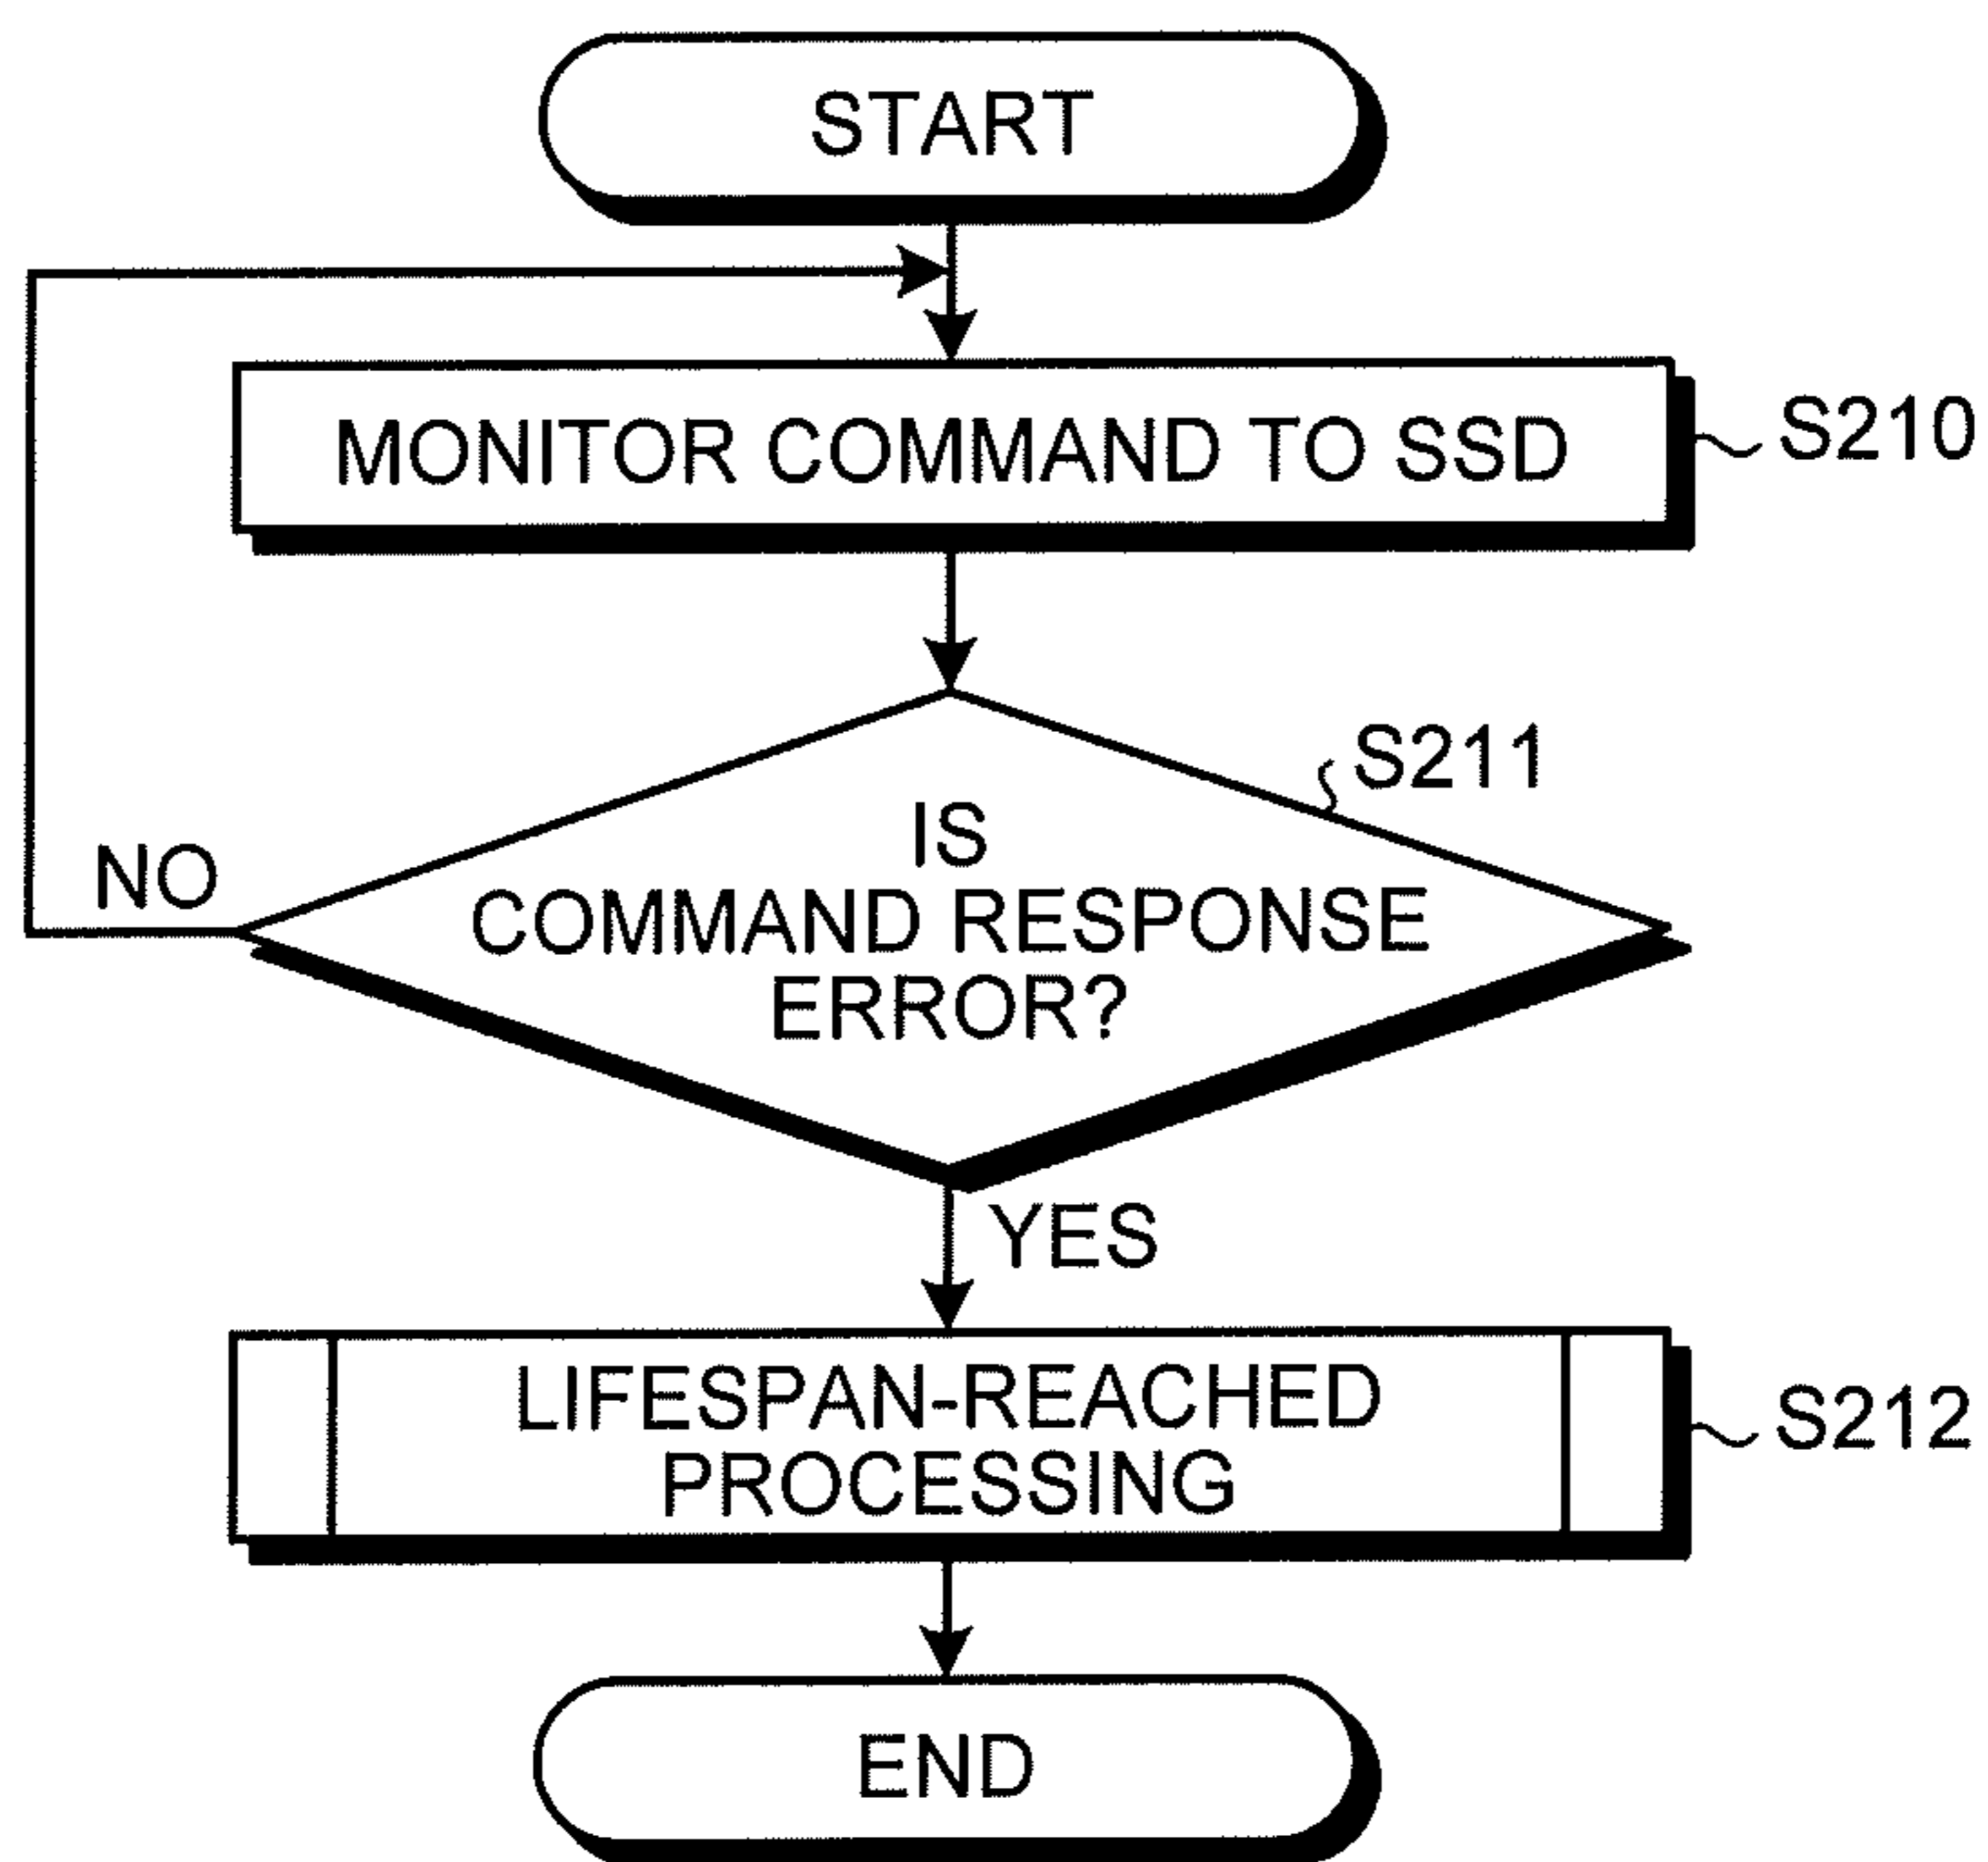 START
MONITOR COMMAND TO SSD
S210
S211
IS
COMMAND RESPONSE
ERROR?
NO
YES
LIFESPAN-REACHED
PROCESSING
S212
END